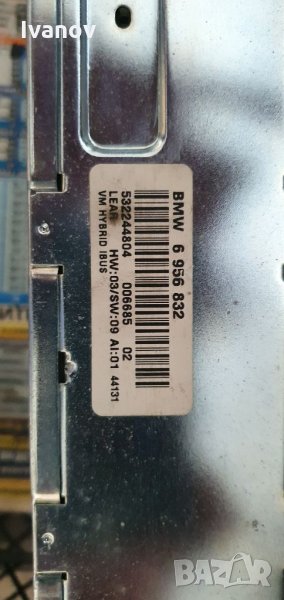 Ivanov
BMW 6 956 832
532244804 006685 02
LEAR HW:03/SW:09 AI:01 44131
VM HYBRID IBUS
BAZAR